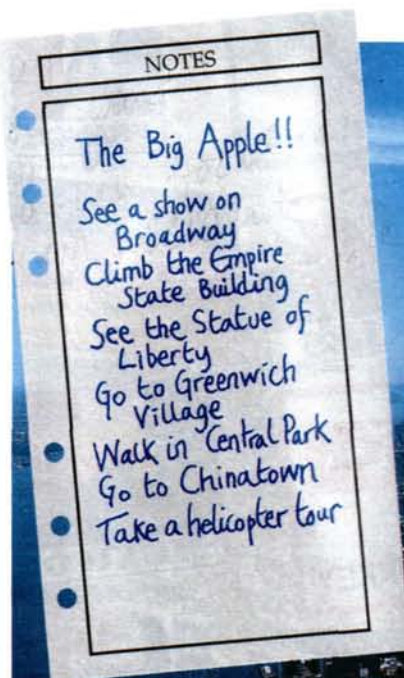 NOTES
The Big Apple!!
See a show on
Broadway
Climb the Empire
State Building
See the Statue of
Liberty
Go to Greenwich
Village
Walk in Central Park
Go to Chinatown
Take a helicopter tour